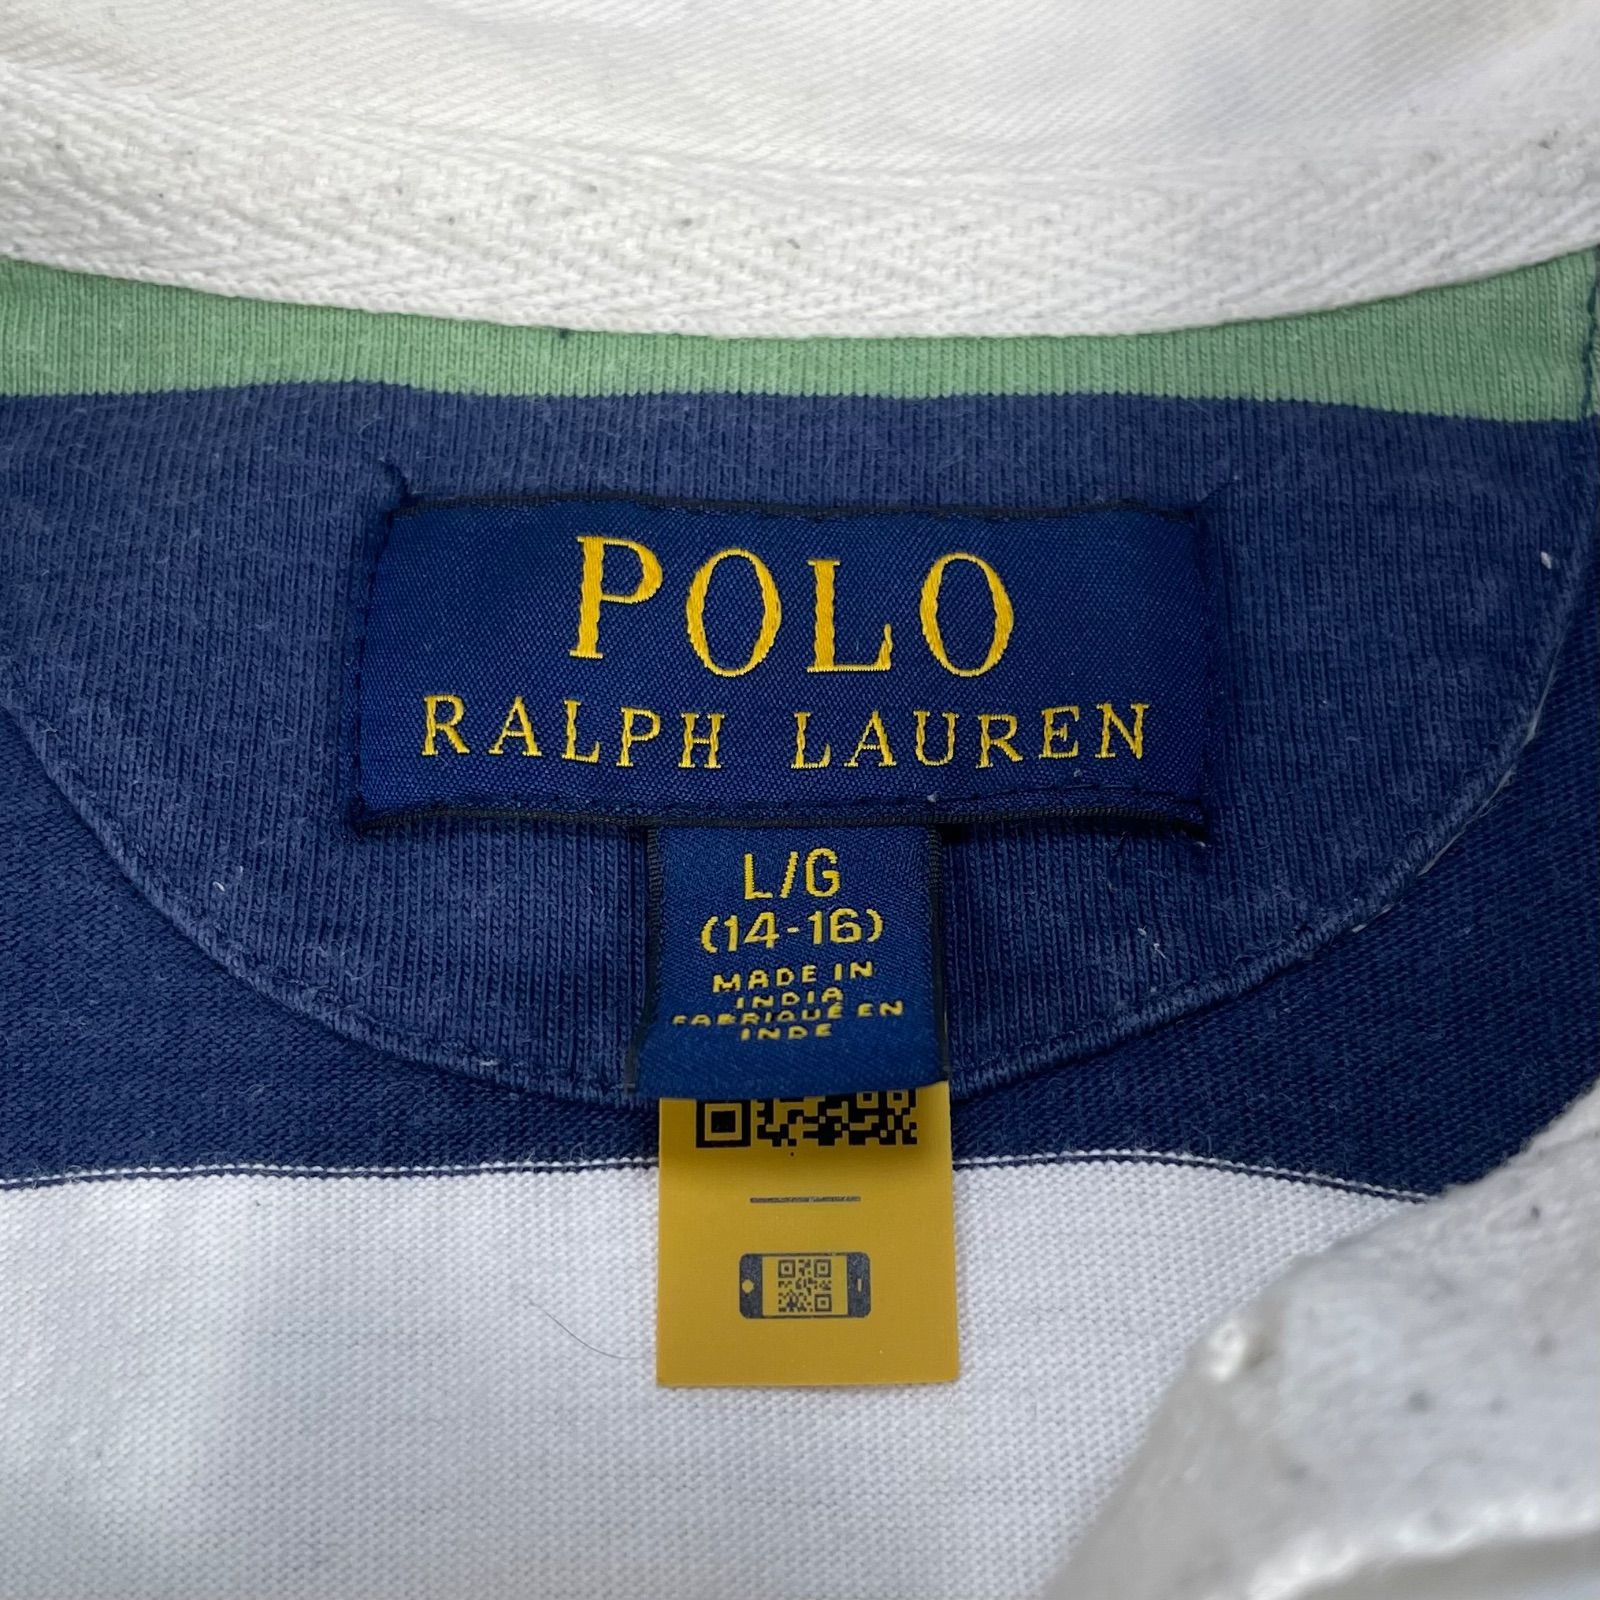 POLO
RALPH LAUREN
L/G
(14-16)
MADE IN
INDIA
FABRIQUÉ EN
INDE